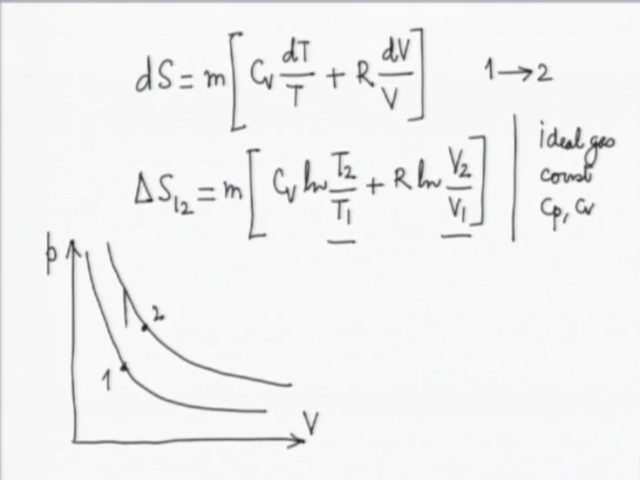 dS = m[ Cv dT/T + R dV/V ]
1 → 2
ΔS12 = m[ Cv ln T2/T1 + R ln V2/V1 ]
ideal gas
const
Cp, Cv
p
2
1
V